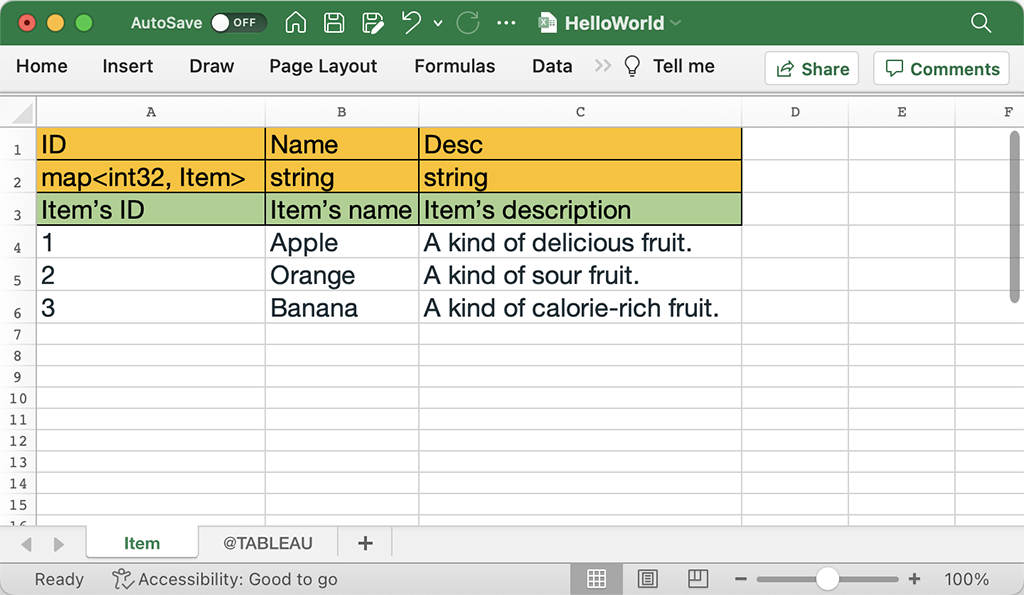 AutoSave OFF HelloWorld
Home Insert Draw Page Layout Formulas Data Tell me Share Comments
A B C D E F
1 ID Name Desc
2 map<int32, Item> string string
3 Item’s ID Item’s name Item’s description
4 1 Apple A kind of delicious fruit.
5 2 Orange A kind of sour fruit.
6 3 Banana A kind of calorie-rich fruit.
7
8
9
10
11
12
13
14
15
16
Item @TABLEAU +
Ready Accessibility: Good to go 100%